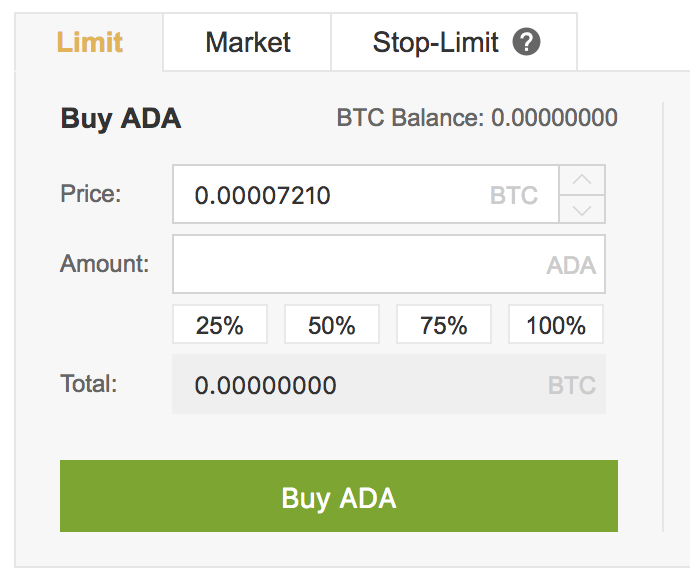 Limit Market Stop-Limit ?
Buy ADA BTC Balance: 0.00000000
Price: 0.00007210 BTC
Amount: ADA
25% 50% 75% 100%
Total: 0.00000000 BTC
Buy ADA